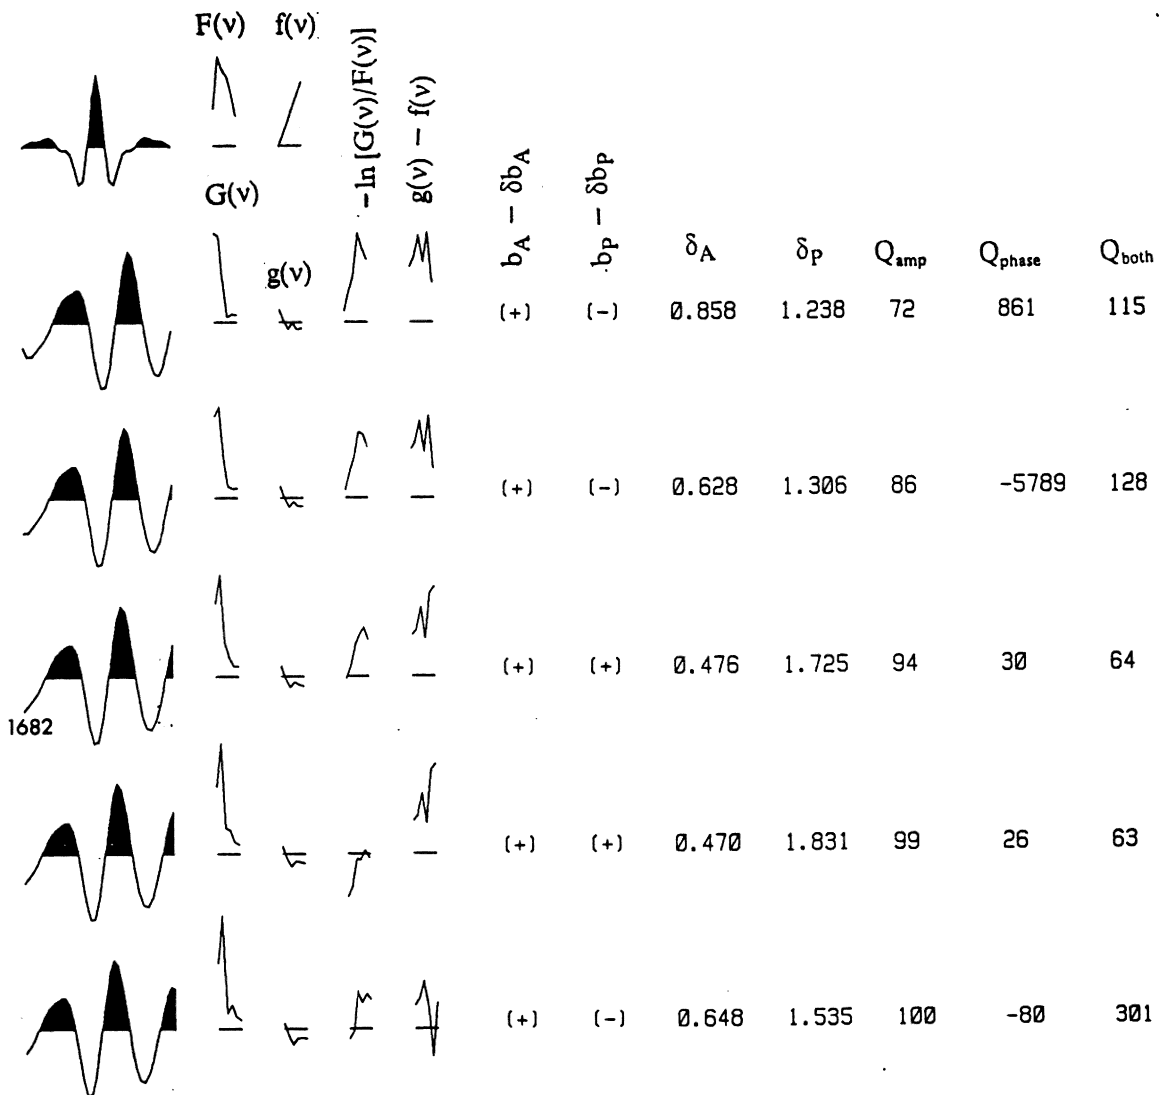 F(ν) f(ν) -ln [G(ν)/F(ν)] g(ν) − f(ν)
G(ν) g(ν) b_A − δb_A b_P − δb_P δ_A δ_P Q_amp Q_phase Q_both
(+) (-) 0.858 1.238 72 861 115
(+) (-) 0.628 1.306 86 -5789 128
(+) (+) 0.476 1.725 94 30 64
1682
(+) (+) 0.470 1.831 99 26 63
(+) (-) 0.648 1.535 100 -80 301